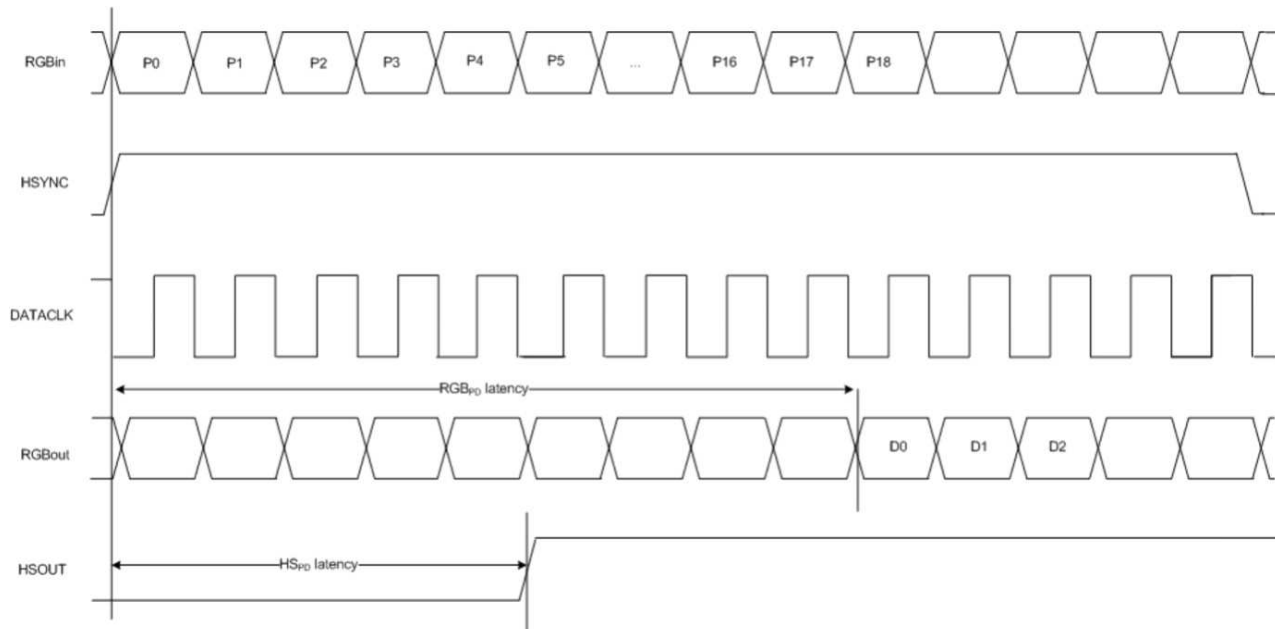 RGBin P0 P1 P2 P3 P4 P5 ... P16 P17 P18
HSYNC
DATACLK
RGBPD latency
RGBout D0 D1 D2
HSOUT HSPD latency